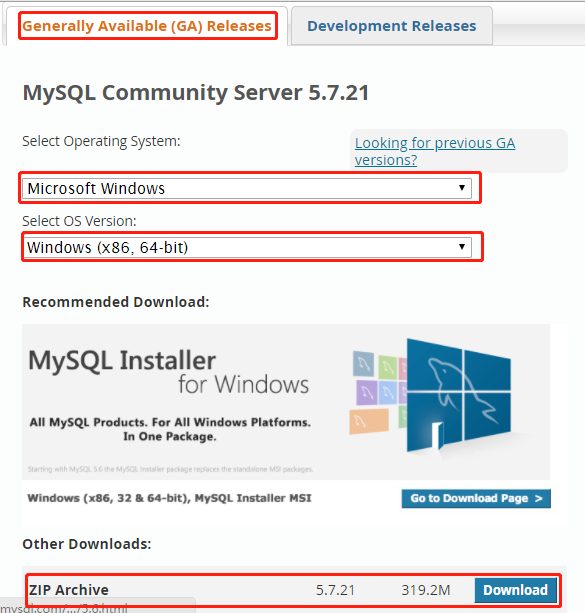 Generally Available (GA) Releases
Development Releases
MySQL Community Server 5.7.21
Select Operating System:
Looking for previous GA
versions?
Microsoft Windows
Select OS Version:
Windows (x86, 64-bit)
Recommended Download:
MySQL Installer
for Windows
All MySQL Products. For All Windows Platforms.
In One Package.
Starting with MySQL 5.6 the MySQL Installer package replaces the standalone MSI packages.
Windows (x86, 32 & 64-bit), MySQL Installer MSI
Go to Download Page >
Other Downloads:
ZIP Archive 5.7.21 319.2M Download
mysql.com/.../5.6.html